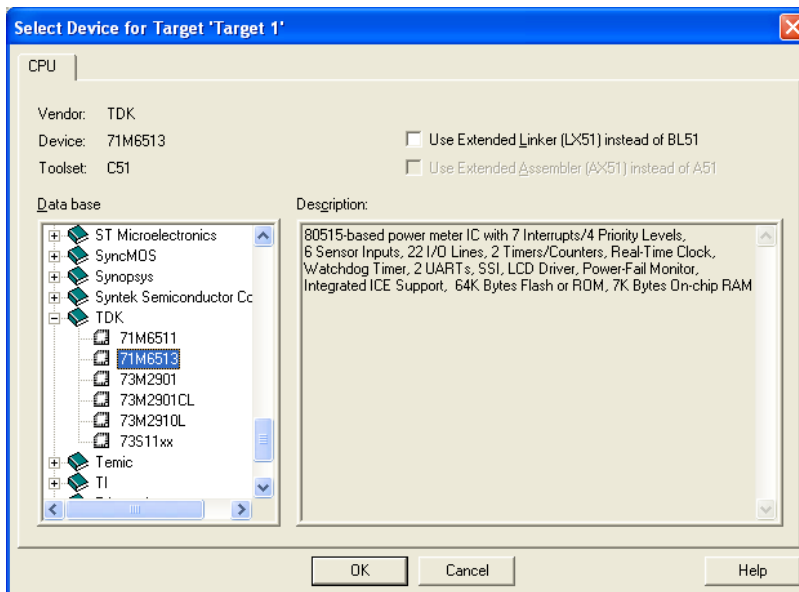 Select Device for Target 'Target 1'
CPU
Vendor: TDK
Device: 71M6513
Toolset: C51
Use Extended Linker (LX51) instead of BL51
Use Extended Assembler (AX51) instead of A51
Data base
ST Microelectronics
SyncMOS
Synopsys
Syntek Semiconductor Cc
TDK
71M6511
71M6513
73M2901
73M2901CL
73M2910L
73S11xx
Temic
TI
Description:
80515-based power meter IC with 7 Interrupts/4 Priority Levels,
6 Sensor Inputs, 22 I/O Lines, 2 Timers/Counters, Real-Time Clock,
Watchdog Timer, 2 UARTs, SSI, LCD Driver, Power-Fail Monitor,
Integrated ICE Support, 64K Bytes Flash or ROM, 7K Bytes On-chip RAM
OK
Cancel
Help